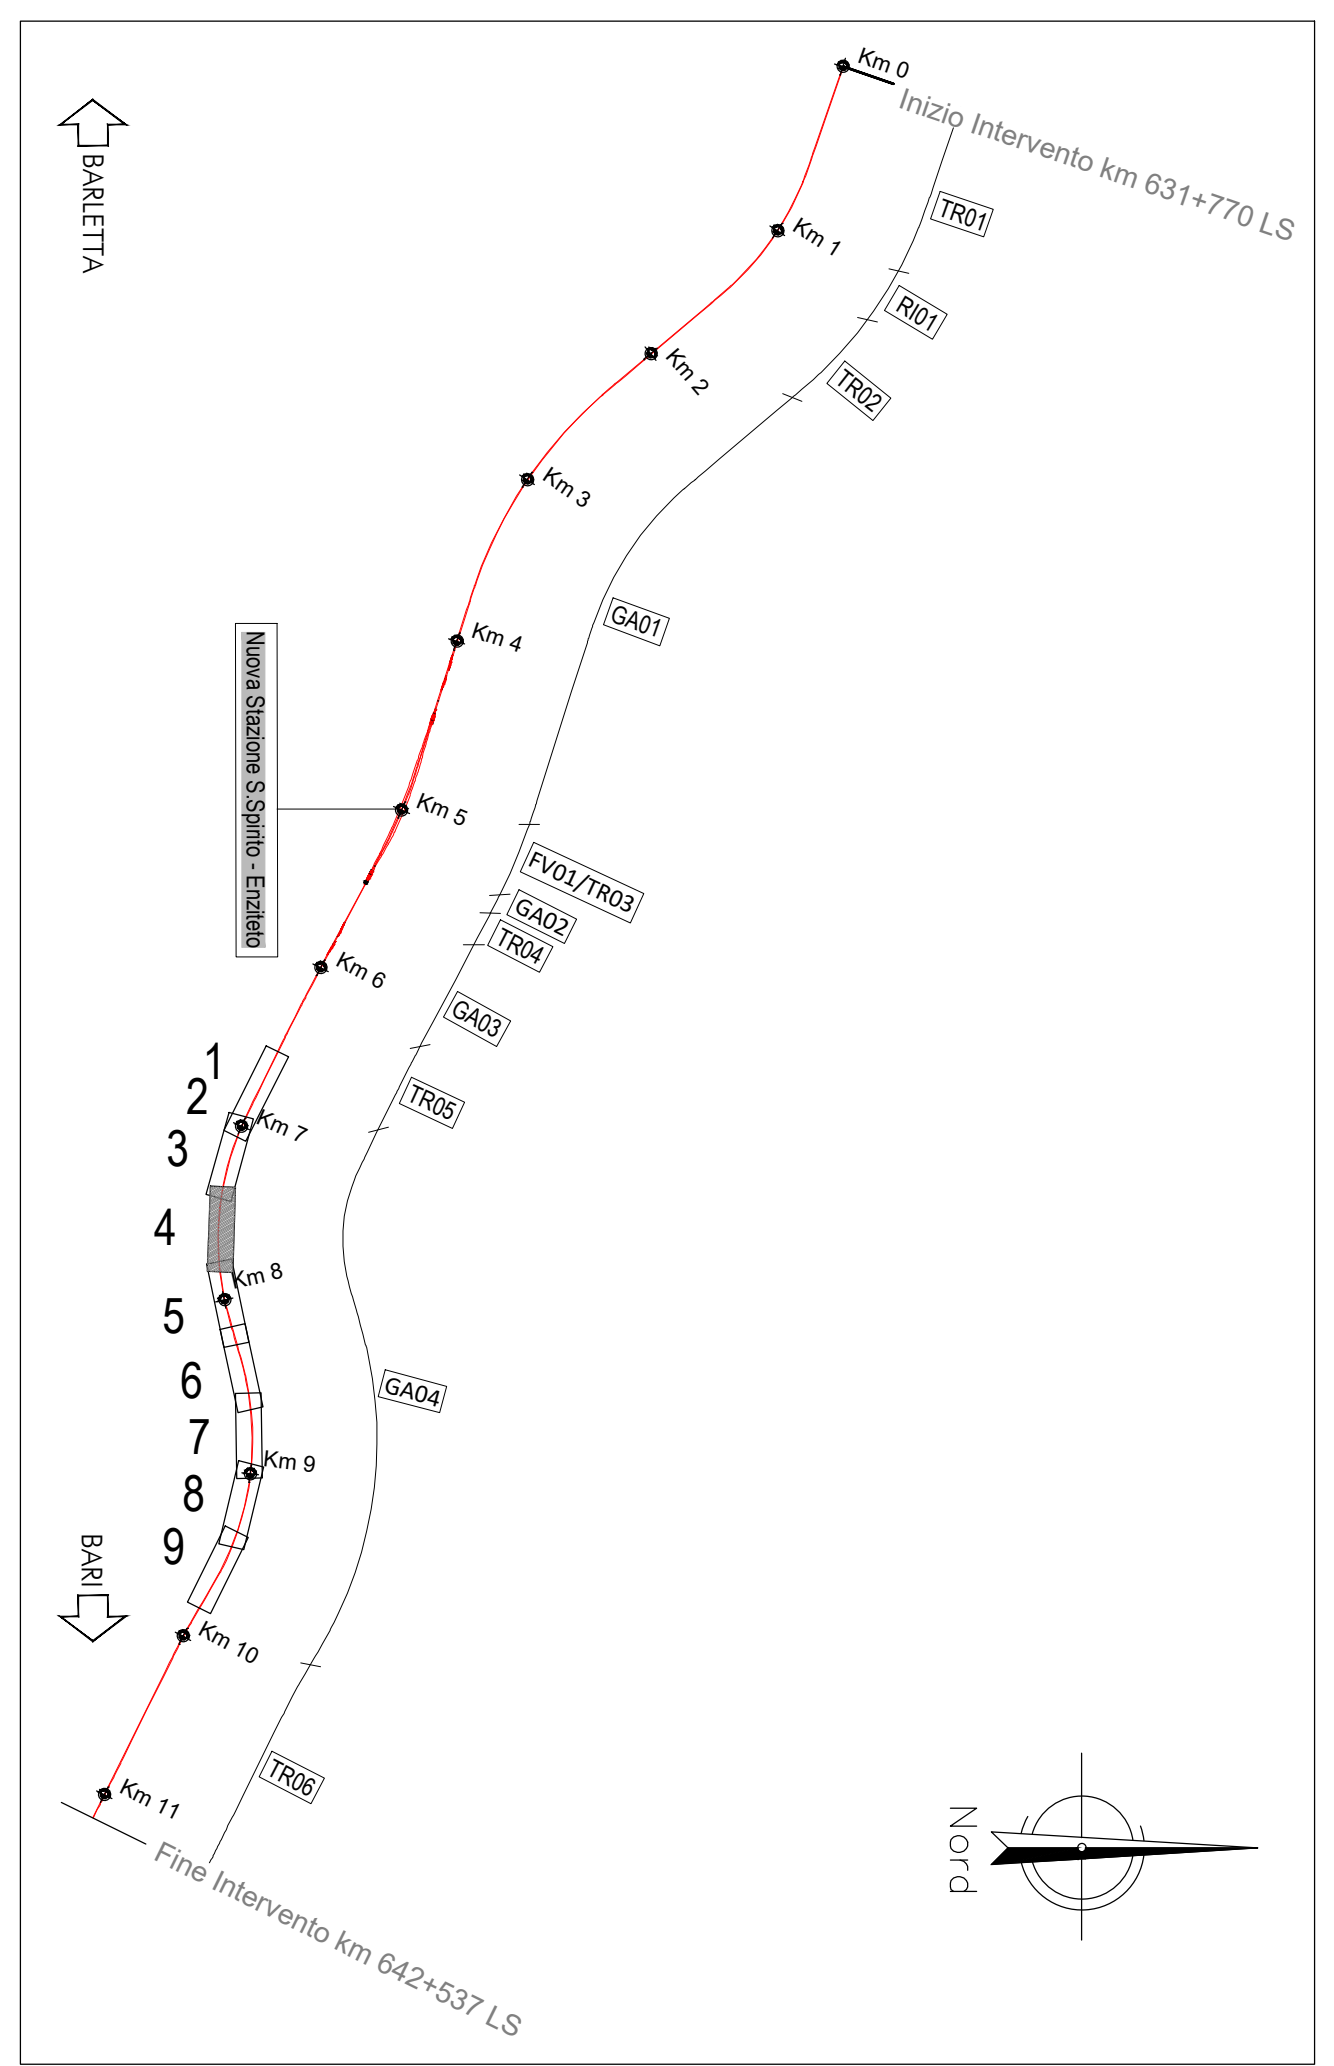 Km 0
Inizio Intervento km 631+770 LS
BARLETTA
TR01
Km 1
RI01
Km 2
TR02
Km 3
GA01
Km 4
Nuova Stazione S.Spirito - Enziteto
Km 5
FV01/TR03
GA02
TR04
Km 6
GA03
1
2
TR05
Km 7
3
4
Km 8
5
6
GA04
7
Km 9
8
9
BARI
Km 10
TR06
Km 11
Fine Intervento km 642+537 LS
Nord